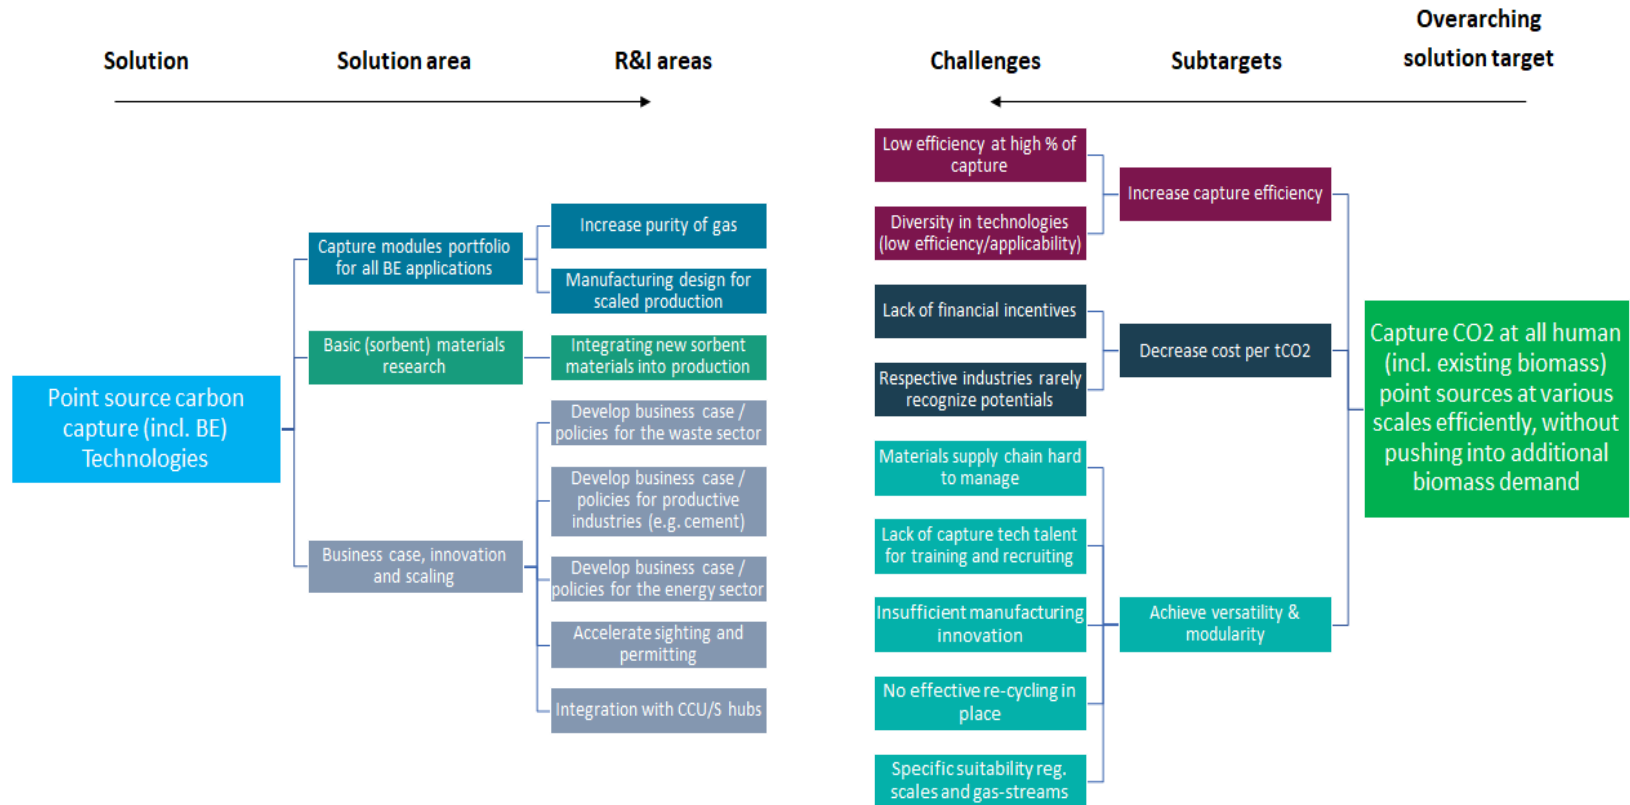 Solution
Solution area
R&I areas
Challenges
Subtargets
Overarching
solution target
Point source carbon
capture (incl. BE)
Technologies
Capture modules portfolio
for all BE applications
Basic (sorbent) materials
research
Business case, innovation
and scaling
Increase purity of gas
Manufacturing design for
scaled production
Integrating new sorbent
materials into production
Develop business case /
policies for the waste sector
Develop business case /
policies for productive
industries (e.g. cement)
Develop business case /
policies for the energy sector
Accelerate sighting and
permitting
Integration with CCU/S hubs
Low efficiency at high % of
capture
Diversity in technologies
(low efficiency/applicability)
Lack of financial incentives
Respective industries rarely
recognize potentials
Materials supply chain hard
to manage
Lack of capture tech talent
for training and recruiting
Insufficient manufacturing
innovation
No effective re-cycling in
place
Specific suitability reg.
scales and gas-streams
Increase capture efficiency
Decrease cost per tCO2
Achieve versatility &
modularity
Capture CO2 at all human
(incl. existing biomass)
point sources at various
scales efficiently, without
pushing into additional
biomass demand